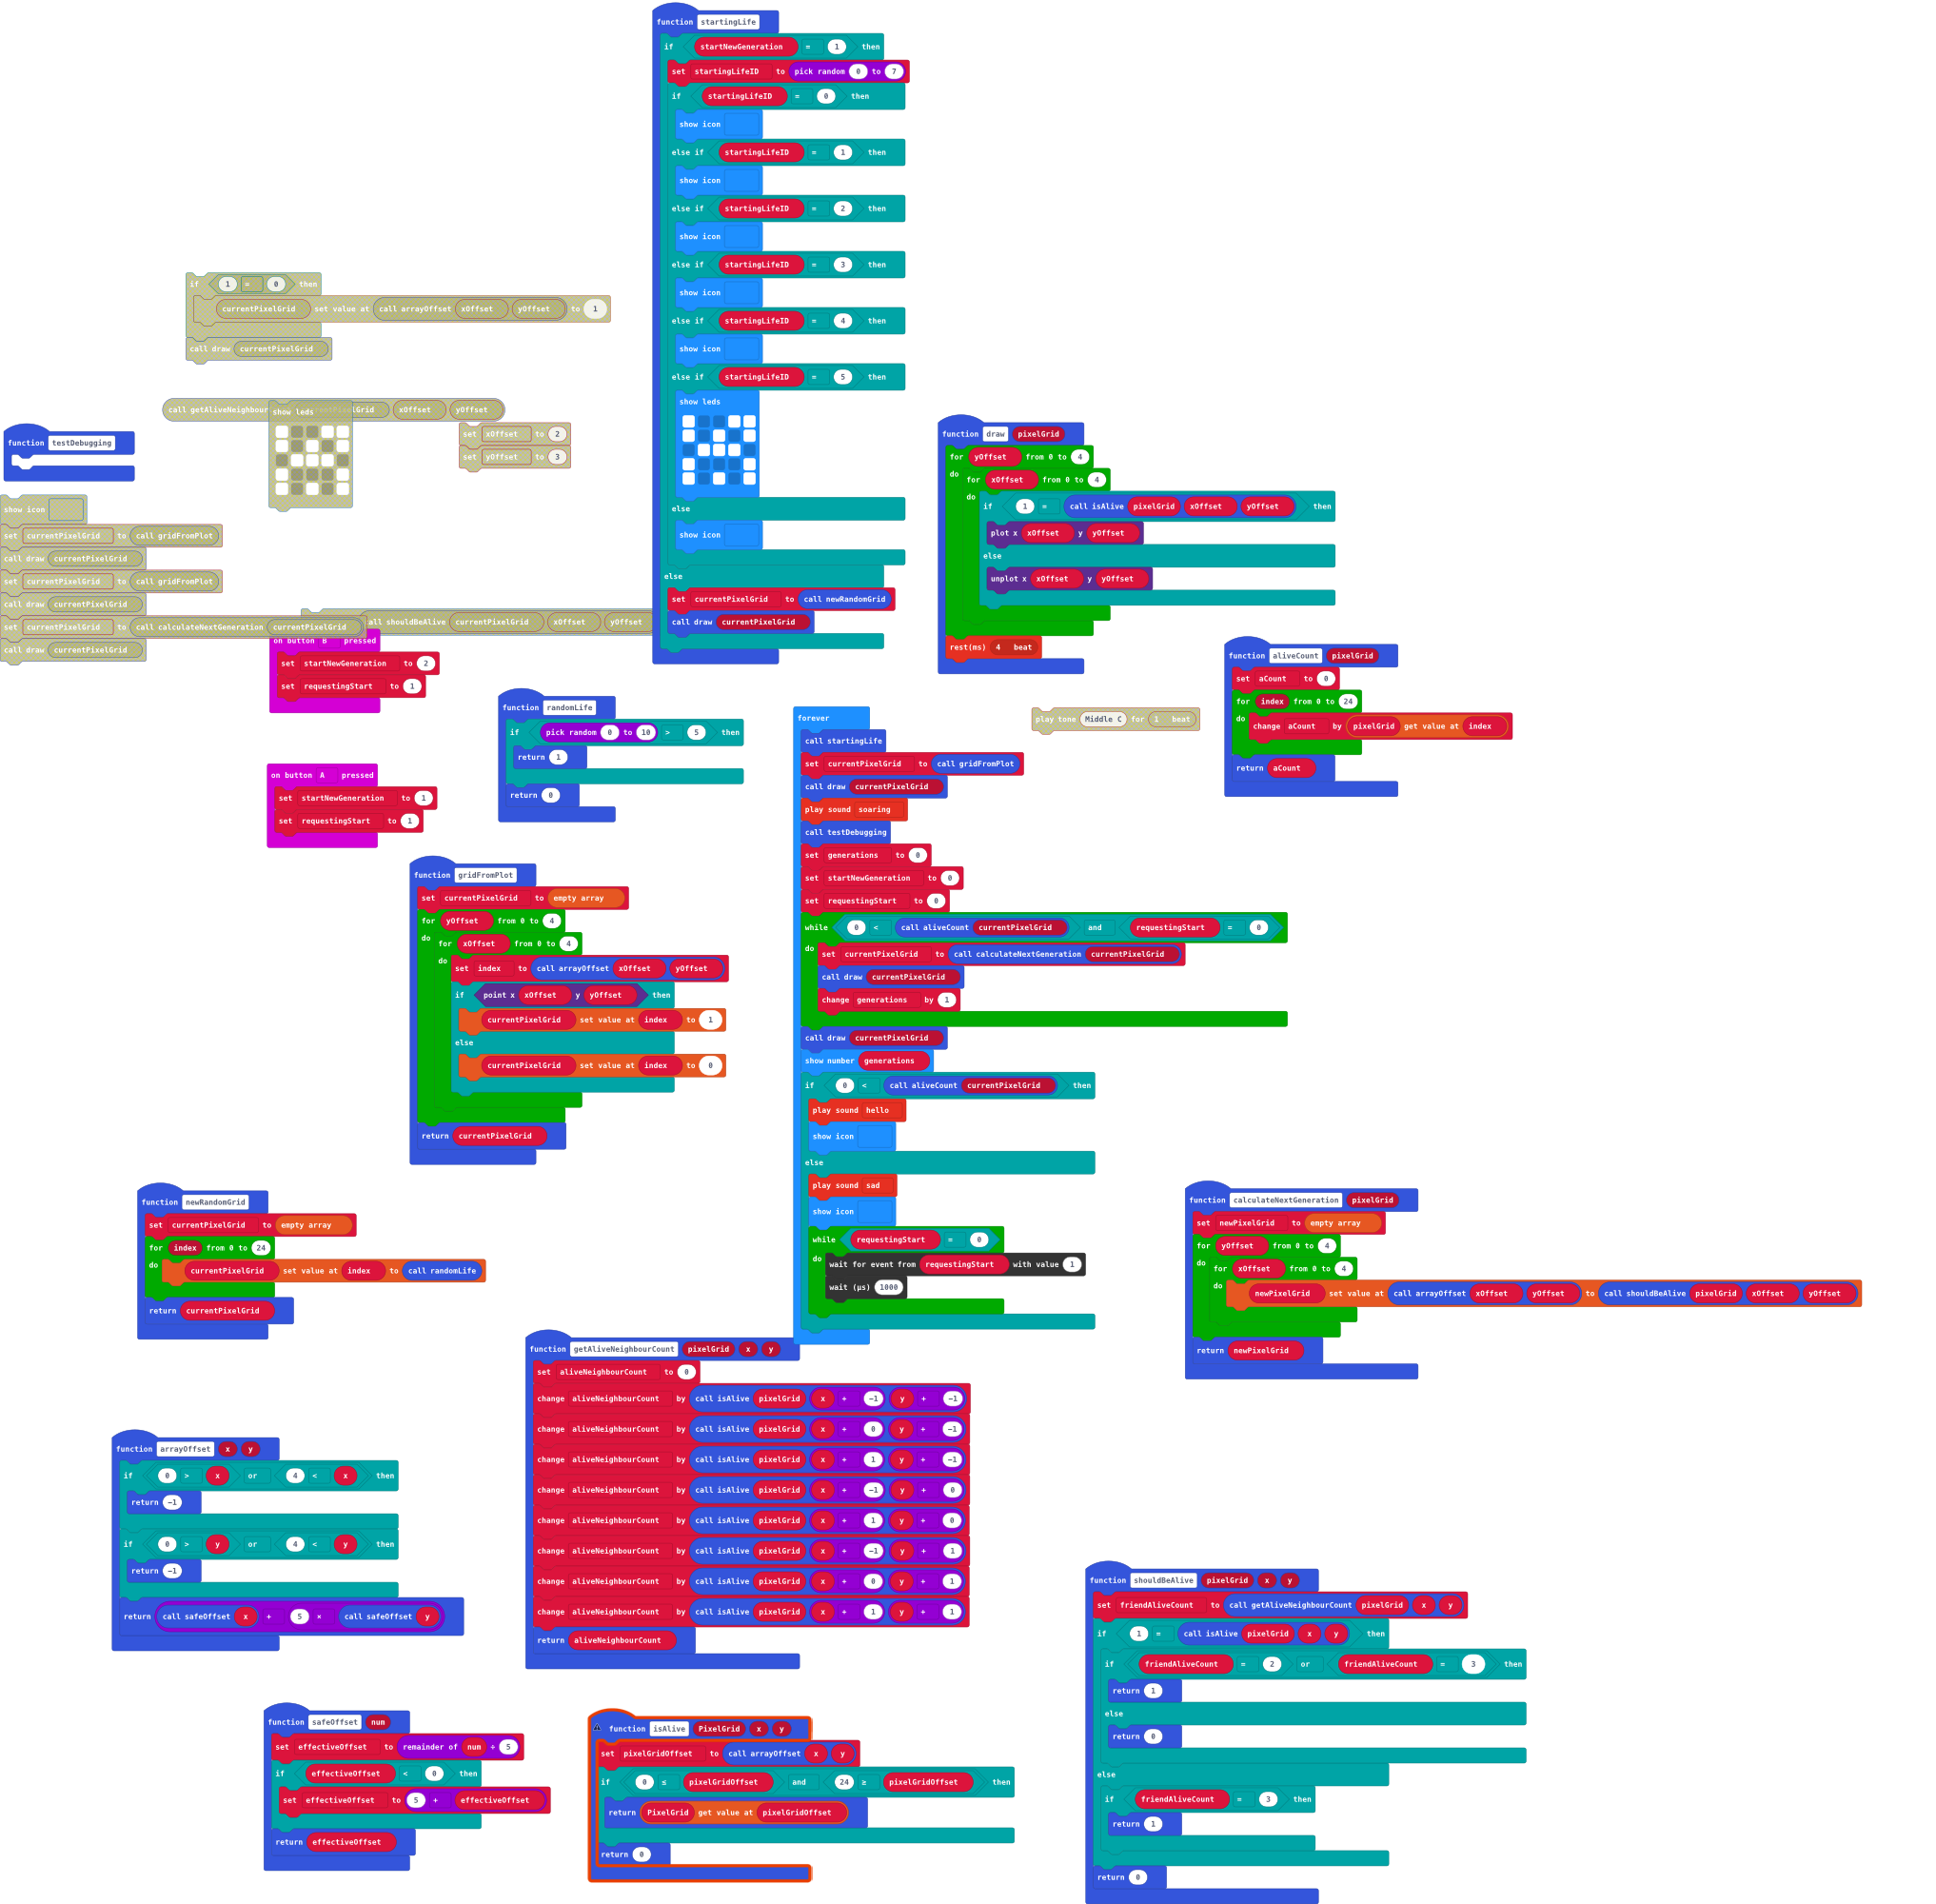 function startingLife
if startNewGeneration = 1 then
set startingLifeID to pick random 0 to 7
if startingLifeID = 0 then
show icon
else if startingLifeID = 1 then
show icon
else if startingLifeID = 2 then
show icon
else if startingLifeID = 3 then
show icon
else if startingLifeID = 4 then
show icon
else if startingLifeID = 5 then
show leds
else
show icon
else
set currentPixelGrid to call newRandomGrid
call draw currentPixelGrid
if 1 = 0 then
currentPixelGrid set value at call arrayOffset xOffset yOffset to 1
call draw currentPixelGrid
call getAliveNeighbour xOffset yOffset
show leds
set xOffset to 2
set yOffset to 3
function testDebugging
show icon
set currentPixelGrid to call gridFromPlot
call draw currentPixelGrid
set currentPixelGrid to call gridFromPlot
call draw currentPixelGrid
set currentPixelGrid to call calculateNextGeneration currentPixelGrid
call draw currentPixelGrid
call shouldBeAlive currentPixelGrid xOffset yOffset
on button B pressed
set startNewGeneration to 2
set requestingStart to 1
on button A pressed
set startNewGeneration to 1
set requestingStart to 1
function randomLife
if pick random 0 to 10 > 5 then
return 1
return 0
function draw pixelGrid
for yOffset from 0 to 4
do for xOffset from 0 to 4
do if 1 = call isAlive pixelGrid xOffset yOffset then
plot x xOffset y yOffset
else
unplot x xOffset y yOffset
rest(ms) 4 beat
function aliveCount pixelGrid
set aCount to 0
for index from 0 to 24
do change aCount by pixelGrid get value at index
return aCount
play tone Middle C for 1 beat
forever
call startingLife
set currentPixelGrid to call gridFromPlot
call draw currentPixelGrid
play sound soaring
call testDebugging
set generations to 0
set startNewGeneration to 0
set requestingStart to 0
while 0 < call aliveCount currentPixelGrid and requestingStart = 0
do set currentPixelGrid to call calculateNextGeneration currentPixelGrid
call draw currentPixelGrid
change generations by 1
call draw currentPixelGrid
show number generations
if 0 < call aliveCount currentPixelGrid then
play sound hello
show icon
else
play sound sad
show icon
while requestingStart = 0
do wait for event from requestingStart with value 1
wait (µs) 1000
function gridFromPlot
set currentPixelGrid to empty array
for yOffset from 0 to 4
do for xOffset from 0 to 4
do set index to call arrayOffset xOffset yOffset
if point x xOffset y yOffset then
currentPixelGrid set value at index to 1
else
currentPixelGrid set value at index to 0
return currentPixelGrid
function newRandomGrid
set currentPixelGrid to empty array
for index from 0 to 24
do currentPixelGrid set value at index to call randomLife
return currentPixelGrid
function calculateNextGeneration pixelGrid
set newPixelGrid to empty array
for yOffset from 0 to 4
do for xOffset from 0 to 4
do newPixelGrid set value at call arrayOffset xOffset yOffset to call shouldBeAlive pixelGrid xOffset yOffset
return newPixelGrid
function getAliveNeighbourCount pixelGrid x y
set aliveNeighbourCount to 0
change aliveNeighbourCount by call isAlive pixelGrid x + -1 y + -1
change aliveNeighbourCount by call isAlive pixelGrid x + 0 y + -1
change aliveNeighbourCount by call isAlive pixelGrid x + 1 y + -1
change aliveNeighbourCount by call isAlive pixelGrid x + -1 y + 0
change aliveNeighbourCount by call isAlive pixelGrid x + 1 y + 0
change aliveNeighbourCount by call isAlive pixelGrid x + -1 y + 1
change aliveNeighbourCount by call isAlive pixelGrid x + 0 y + 1
change aliveNeighbourCount by call isAlive pixelGrid x + 1 y + 1
return aliveNeighbourCount
function arrayOffset x y
if 0 > x or 4 < x then
return -1
if 0 > y or 4 < y then
return -1
return call safeOffset x + 5 × call safeOffset y
function shouldBeAlive pixelGrid x y
set friendAliveCount to call getAliveNeighbourCount pixelGrid x y
if 1 = call isAlive pixelGrid x y then
if friendAliveCount = 2 or friendAliveCount = 3 then
return 1
else
return 0
else
if friendAliveCount = 3 then
return 1
return 0
function safeOffset num
set effectiveOffset to remainder of num ÷ 5
if effectiveOffset < 0 then
set effectiveOffset to 5 + effectiveOffset
return effectiveOffset
function isAlive PixelGrid x y
set pixelGridOffset to call arrayOffset x y
if 0 ≤ pixelGridOffset and 24 ≥ pixelGridOffset then
return PixelGrid get value at pixelGridOffset
return 0